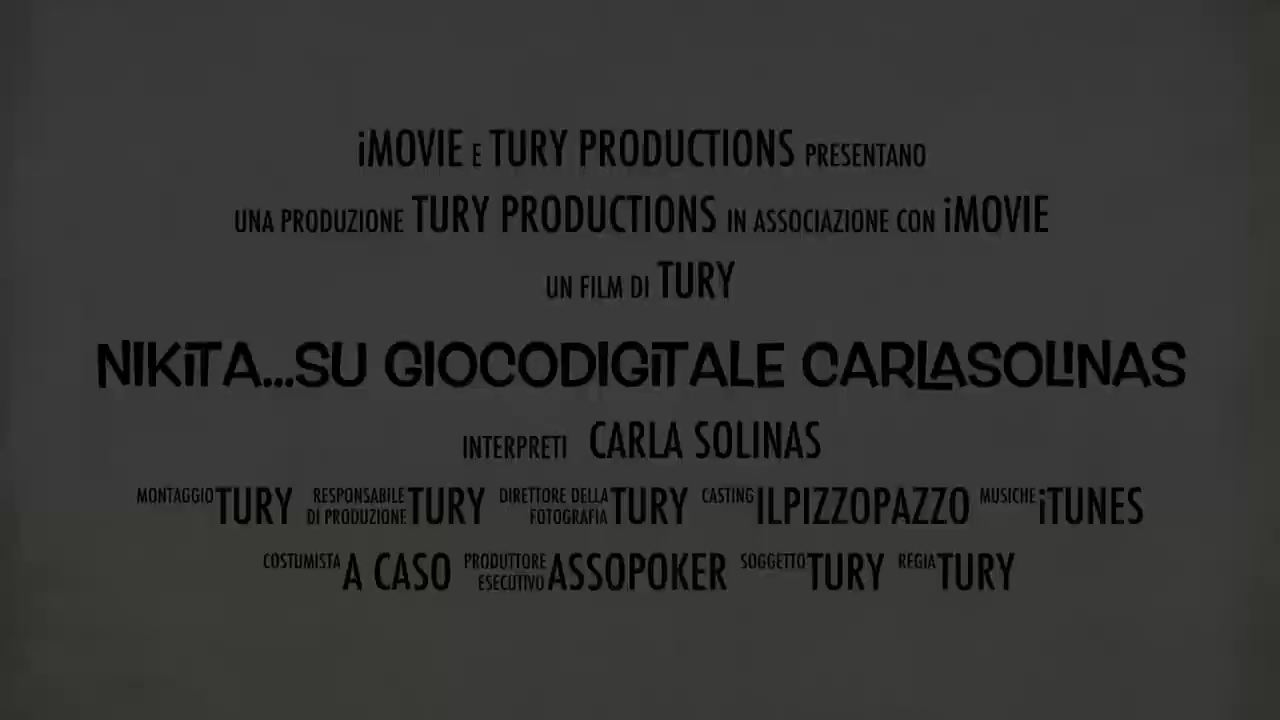 iMOVIE E TURY PRODUCTIONS PRESENTANO
UNA PRODUZIONE TURY PRODUCTIONS IN ASSOCIAZIONE CON iMOVIE
UN FILM DI TURY
NIKiTA...SU GIOCODIGiTALE CARLASOLINAS
INTERPRETI CARLA SOLINAS
MONTAGGIO TURY RESPONSABILE DI PRODUZIONE TURY DIRETTORE DELLA FOTOGRAFIA TURY CASTING ILPIZZOPAZZO MUSICHE iTUNES
COSTUMISTA A CASO PRODUTTORE ESECUTIVO ASSOPOKER SOGGETTO TURY REGIA TURY